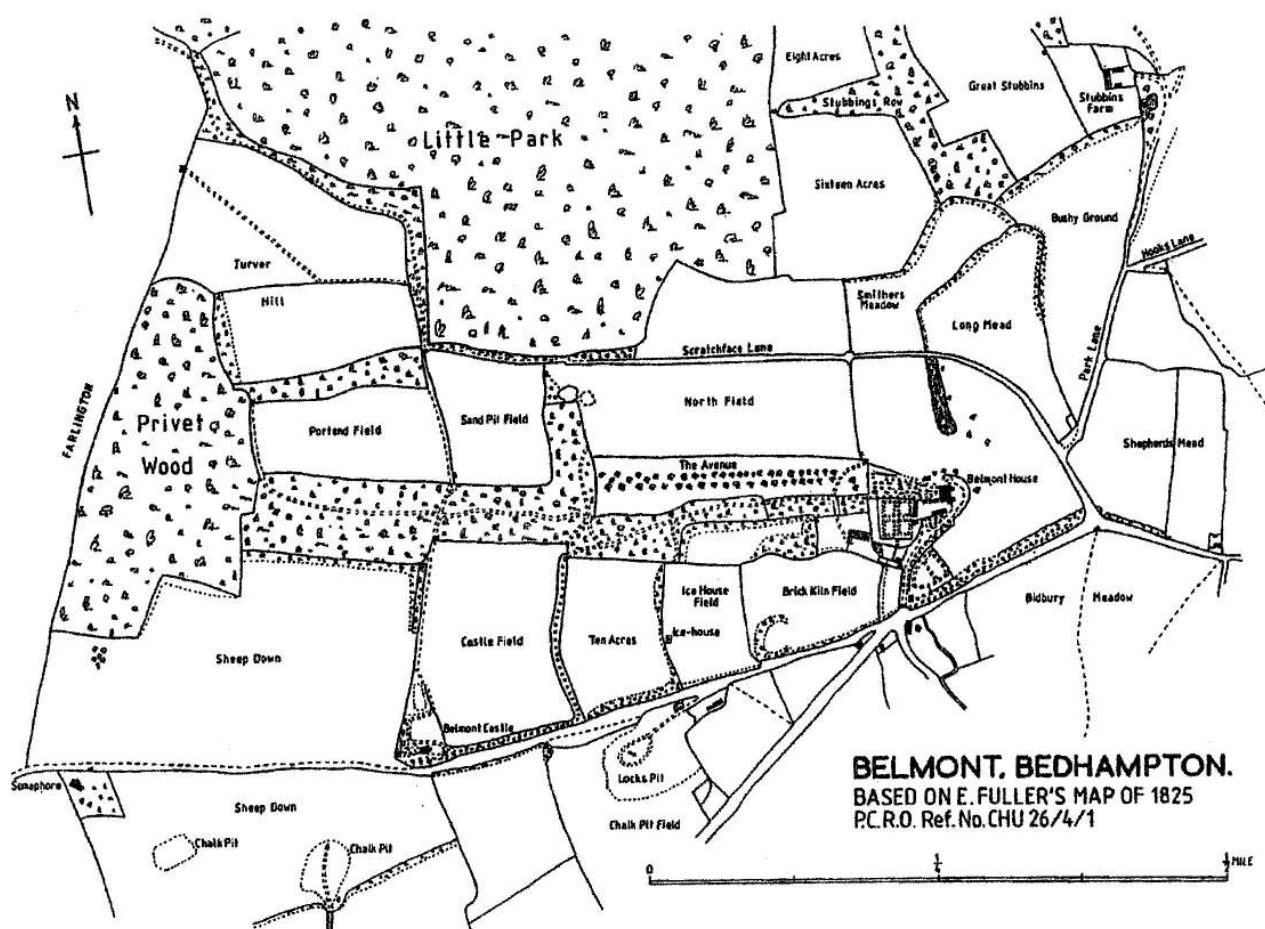 Eight Acres
Great Stubbins
Stubbins
Farm
Stubbings Row
N
Little Park
Sixteen Acres
Bushy Ground
Hooks Lane
Turver
Hill
Smithers
Meadow
Long Mead
Scratchface Lane
Park Lane
FARLINGTON
Privet
Wood
Portend Field
Sand Pit Field
North Field
Shepherds Mead
The Avenue
Belmont House
Ice House
Field
Brick Kiln Field
Bidbury Meadow
Castle Field
Ten Acres
Ice-house
Sheep Down
Belmont Castle
Semaphore
Locks Pit
Sheep Down
Chalk Pit
Chalk Pit
Chalk Pit Field
BELMONT, BEDHAMPTON.
BASED ON E. FULLER'S MAP OF 1825
P.C.R.O. Ref. No. CHU 26/4/1
0 1/4 1/2 MILE